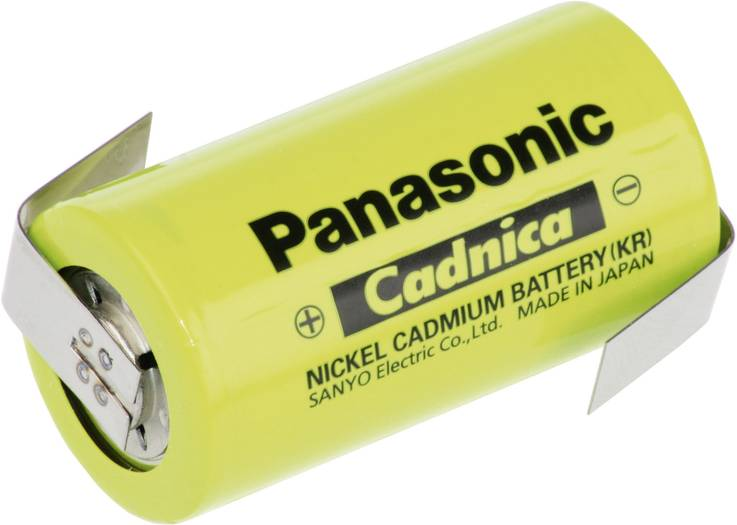 Panasonic
Cadnica
NICKEL CADMIUM BATTERY (KR)
SANYO Electric Co., Ltd. MADE IN JAPAN